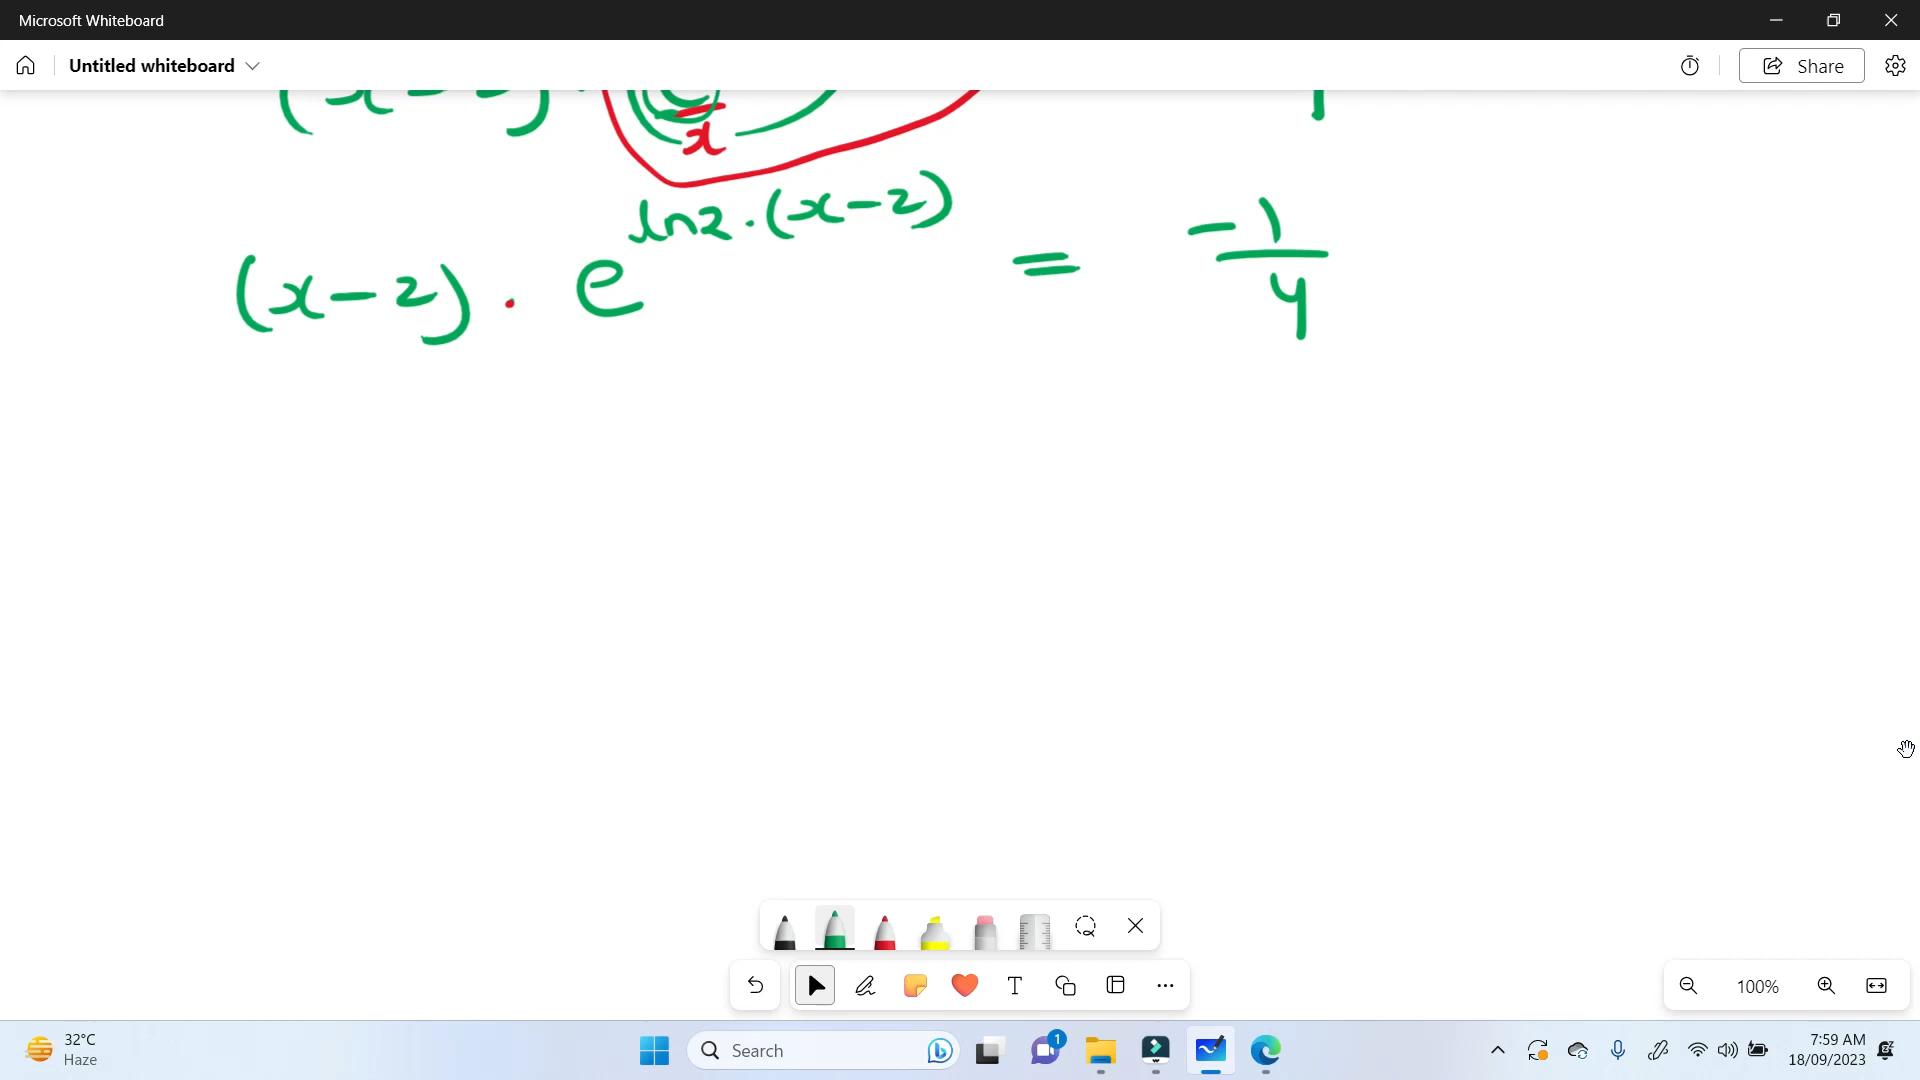 Microsoft Whiteboard
Untitled whiteboard
Share
x
(x-2) · e^{ln2·(x-2)} = -1/4
100%
32°C
Haze
Search
1
7:59 AM
18/09/2023